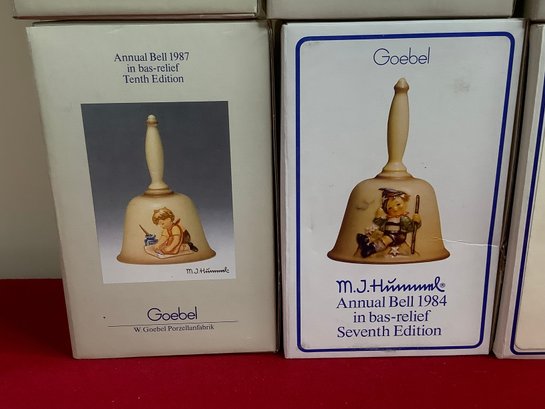 Annual Bell 1987
in bas-relief
Tenth Edition
M.J.Hummel
Goebel
W. Goebel Porzellanfabrik
Goebel
M.J.Hummel®
Annual Bell 1984
in bas-relief
Seventh Edition